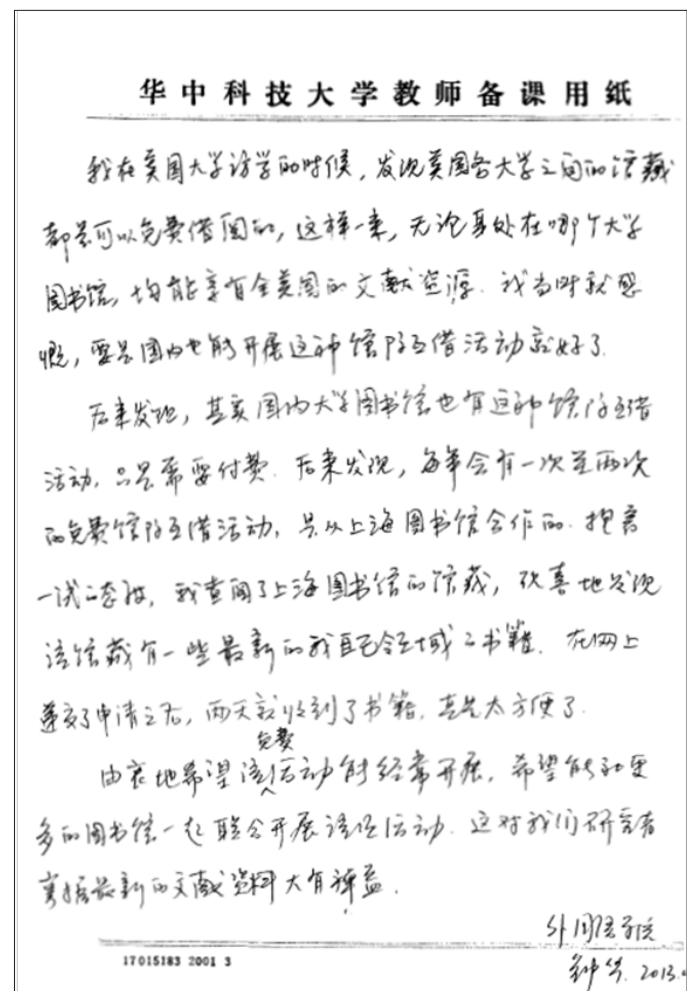 华中科技大学教师备课用纸
我在英国大学访学的时候，发现英国各大学之间的馆藏
都是可以免费借阅的，这样一来，无论身处在哪个大学
图书馆，均能享有全英国的文献资源．我当时就感
慨，要是国内也能开展这种馆际互借活动就好了．
后来发现，其实国内大学图书馆也有这种馆际互借
活动，只是需要付费．后来发现，每年会有一次至两次
的免费馆际互借活动，是从上海图书馆合作的．抱着
一试的态度，我查阅了上海图书馆的馆藏，欣喜地发现
该馆藏有一些最新的我自己领域之书籍．在网上
递交了申请之后，两天就收到了书籍，真是太方便了．
免费
由衷地希望该活动能经常开展，希望能和更
多的图书馆一起联合开展该项活动．这对我们研究者
掌握最新的文献资料大有裨益．
外国语学院
17015183 2001 3
2013.